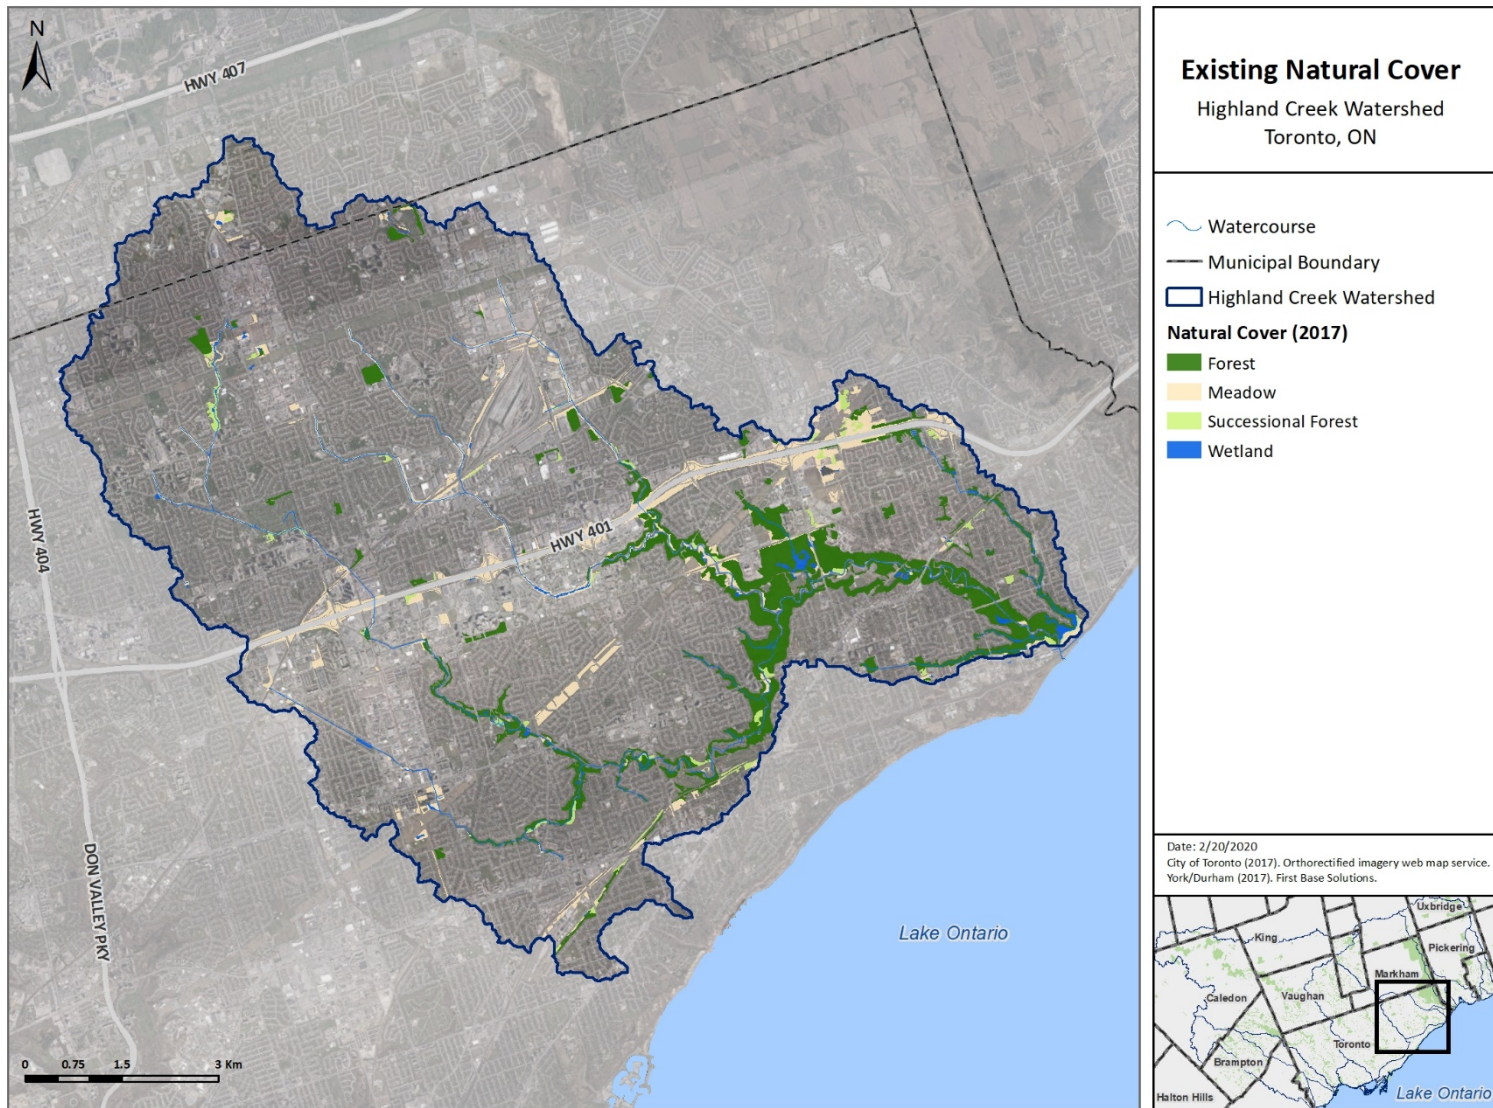 N
HWY 407
HWY 401
HWY 404
DON VALLEY PKY
Lake Ontario
0 0.75 1.5 3 Km
Existing Natural Cover
Highland Creek Watershed
Toronto, ON
Watercourse
Municipal Boundary
Highland Creek Watershed
Natural Cover (2017)
Forest
Meadow
Successional Forest
Wetland
Date: 2/20/2020
City of Toronto (2017). Orthorectified imagery web map service.
York/Durham (2017). First Base Solutions.
Uxbridge
King
Pickering
Markham
Caledon
Vaughan
Toronto
Brampton
Halton Hills
Lake Ontario